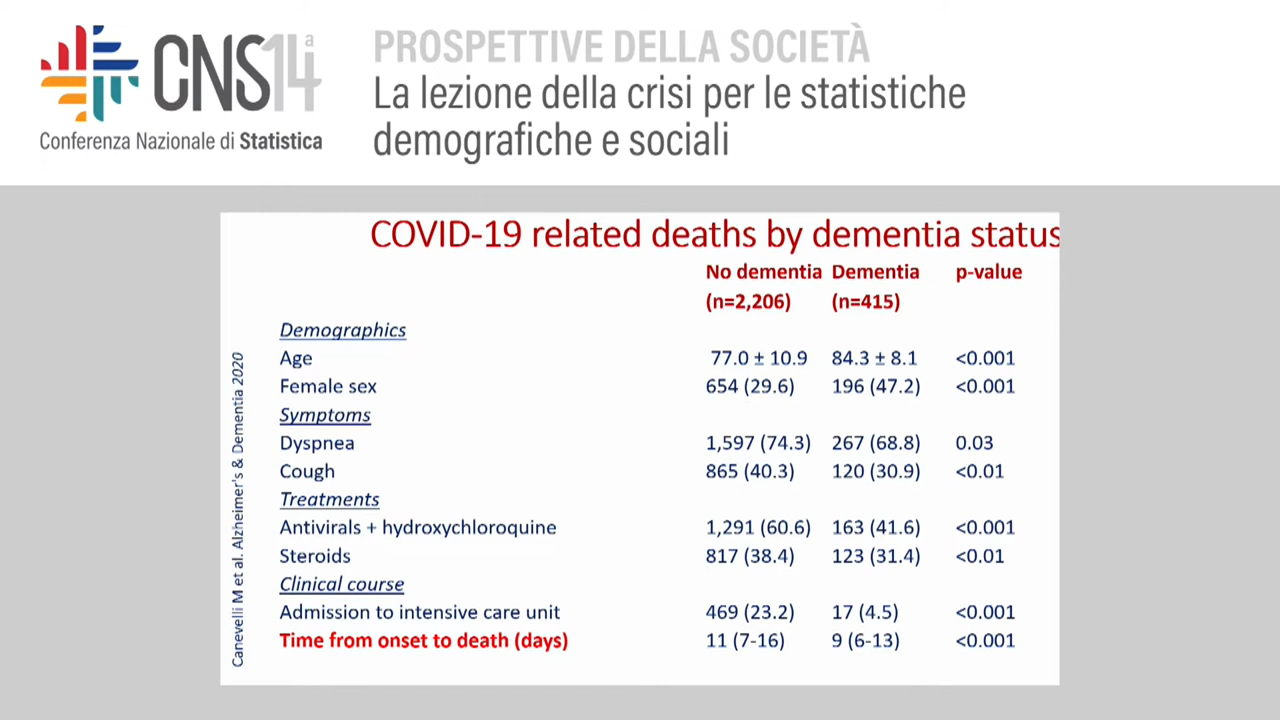 CNS14ª
Conferenza Nazionale di Statistica
PROSPETTIVE DELLA SOCIETÀ
La lezione della crisi per le statistiche
demografiche e sociali
COVID-19 related deaths by dementia status
No dementia Dementia p-value
(n=2,206) (n=415)
Demographics
Age 77.0 ± 10.9 84.3 ± 8.1 <0.001
Female sex 654 (29.6) 196 (47.2) <0.001
Symptoms
Dyspnea 1,597 (74.3) 267 (68.8) 0.03
Cough 865 (40.3) 120 (30.9) <0.01
Treatments
Antivirals + hydroxychloroquine 1,291 (60.6) 163 (41.6) <0.001
Steroids 817 (38.4) 123 (31.4) <0.01
Clinical course
Admission to intensive care unit 469 (23.2) 17 (4.5) <0.001
Time from onset to death (days) 11 (7-16) 9 (6-13) <0.001
Canevelli M et al. Alzheimer's & Dementia 2020